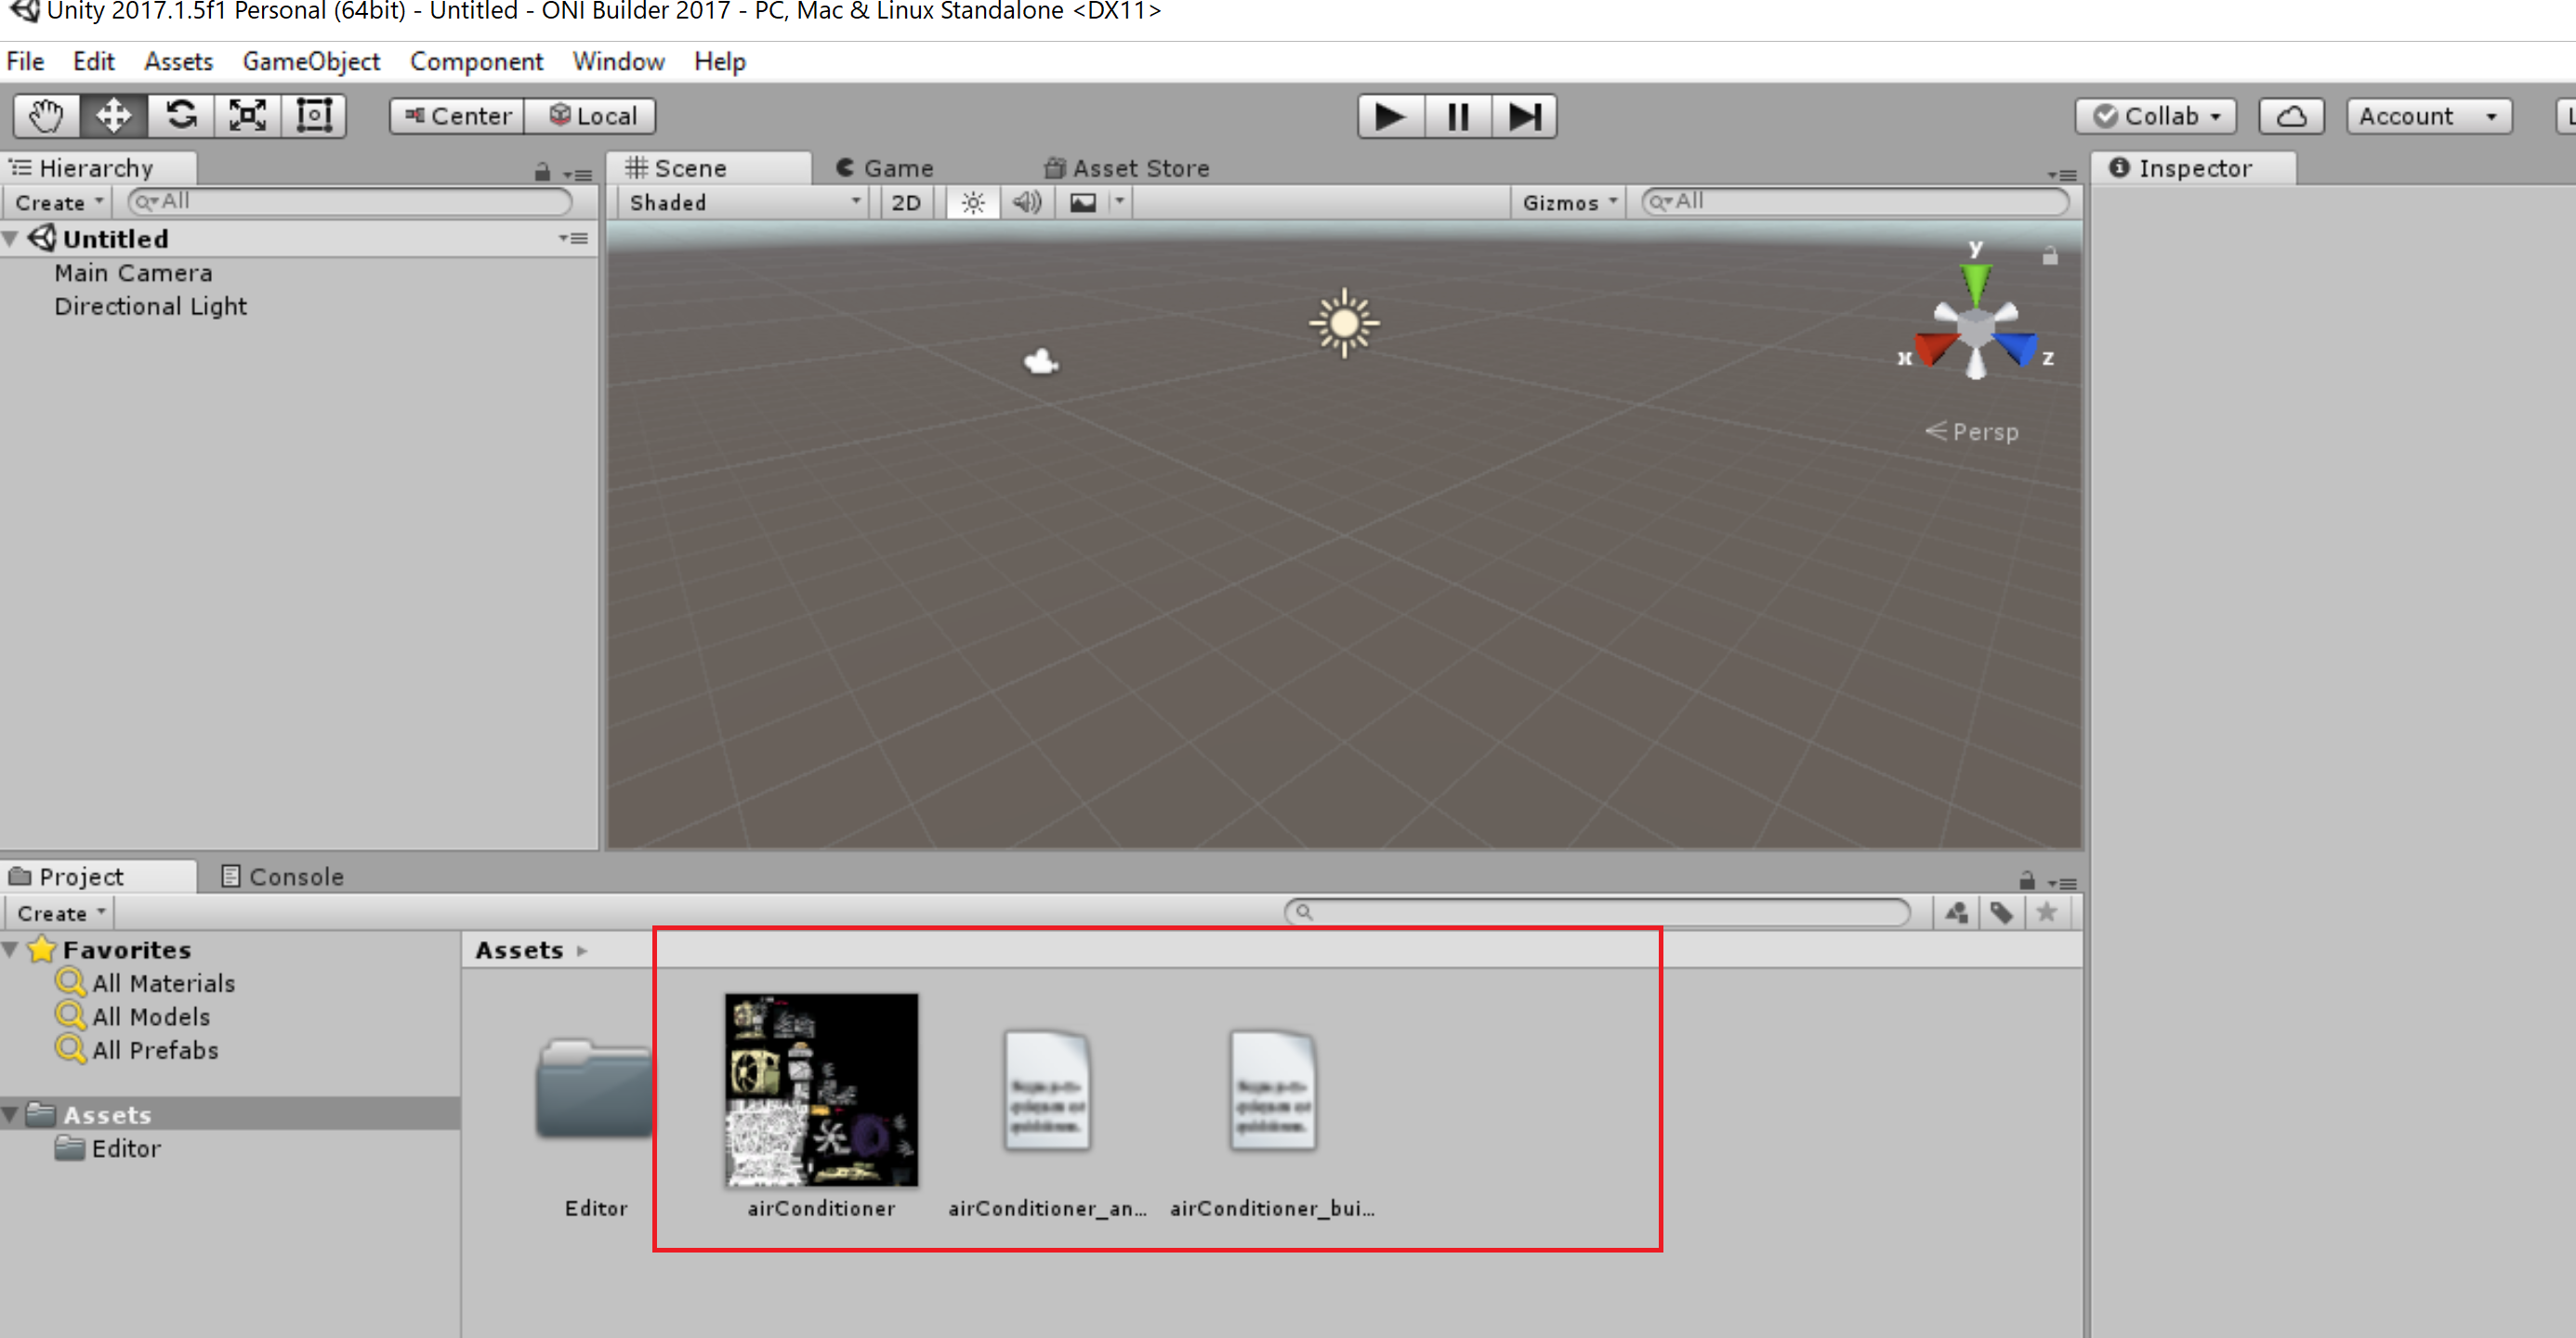 Unity 2017.1.5f1 Personal (64bit) - Untitled - ONI Builder 2017 - PC, Mac & Linux Standalone <DX11>
File Edit Assets GameObject Component Window Help
Center Local Collab Account
Hierarchy
Create All
Untitled
Main Camera
Directional Light
Scene Game Asset Store
Shaded 2D Gizmos All
y
x z
Persp
Inspector
Project Console
Create
Favorites
All Materials
All Models
All Prefabs
Assets
Editor
Assets
Editor airConditioner airConditioner_an... airConditioner_bui...